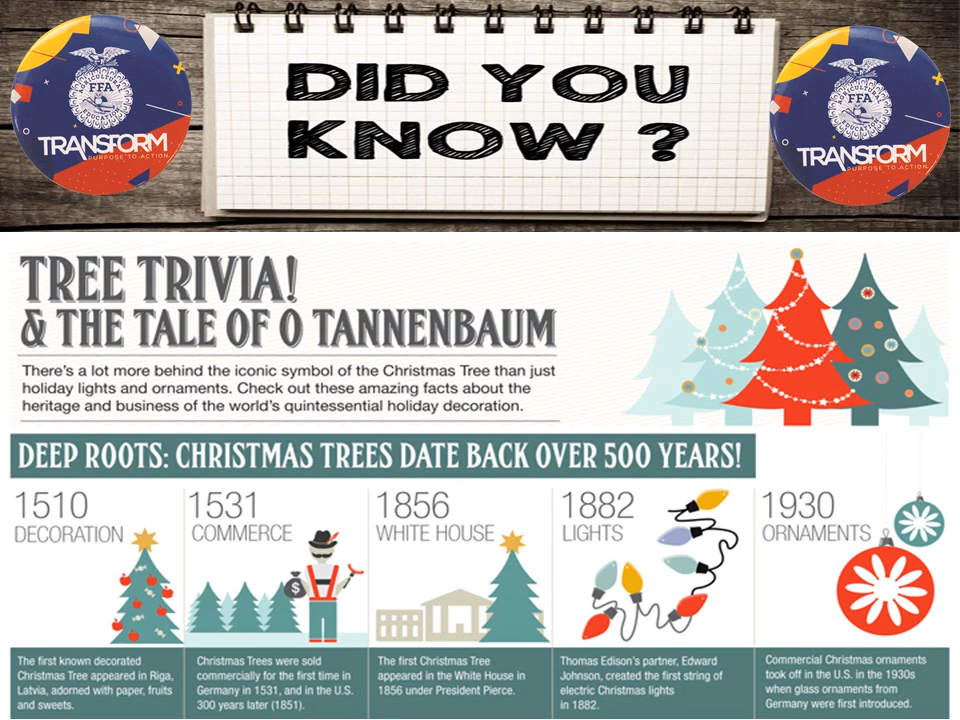 DID YOU
KNOW ?
FFA
AGRICULTURAL
EDUCATION
TRANSFORM
PURPOSE TO ACTION
FFA
AGRICULTURAL
EDUCATION
TRANSFORM
PURPOSE TO ACTION
TREE TRIVIA!
& THE TALE OF O TANNENBAUM
There's a lot more behind the iconic symbol of the Christmas Tree than just
holiday lights and ornaments. Check out these amazing facts about the
heritage and business of the world's quintessential holiday decoration.
DEEP ROOTS: CHRISTMAS TREES DATE BACK OVER 500 YEARS!
1510
DECORATION
The first known decorated
Christmas Tree appeared in Riga,
Latvia, adorned with paper, fruits
and sweets.
1531
COMMERCE
$
Christmas Trees were sold
commercially for the first time in
Germany in 1531, and in the U.S.
300 years later (1851).
1856
WHITE HOUSE
The first Christmas Tree
appeared in the White House in
1856 under President Pierce.
1882
LIGHTS
Thomas Edison's partner, Edward
Johnson, created the first string of
electric Christmas lights
in 1882.
1930
ORNAMENTS
Commercial Christmas ornaments
took off in the U.S. in the 1930s
when glass ornaments from
Germany were first introduced.